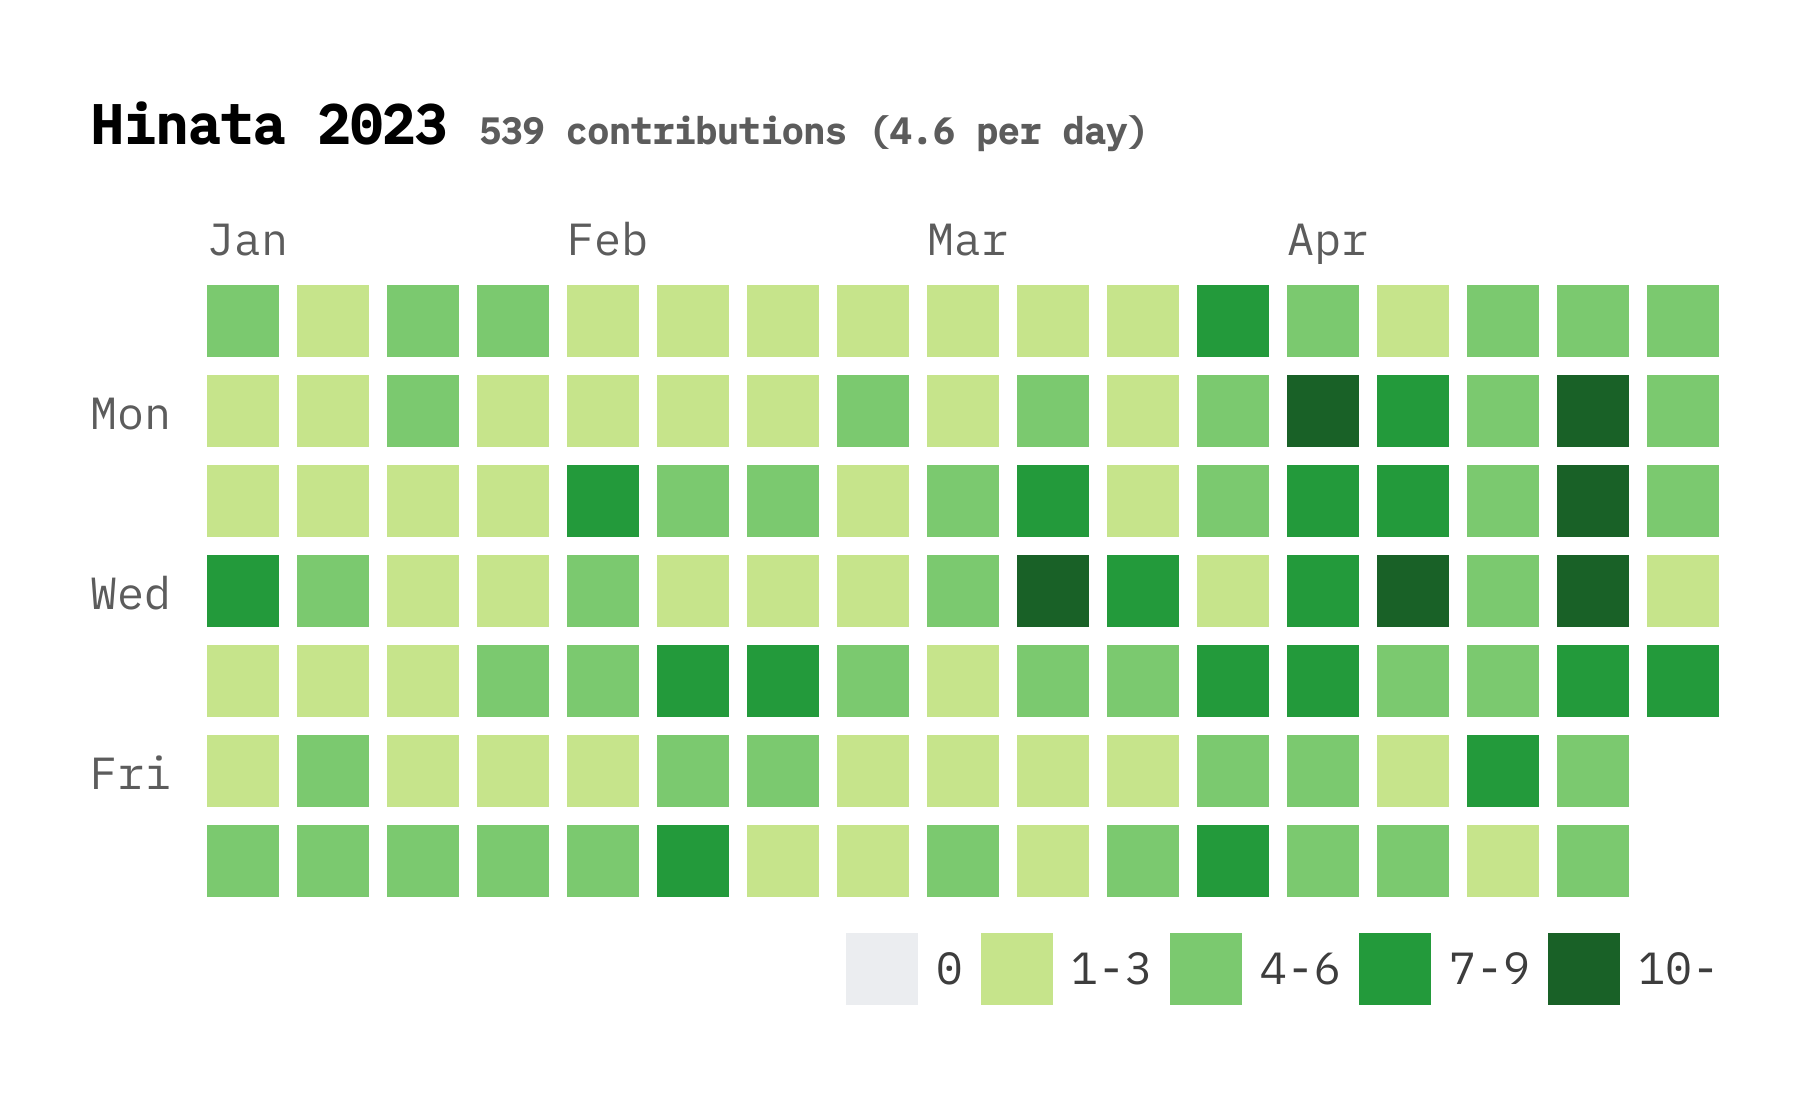 Hinata 2023 539 contributions (4.6 per day)
Jan Feb Mar Apr
Mon
Wed
Fri
0 1-3 4-6 7-9 10-